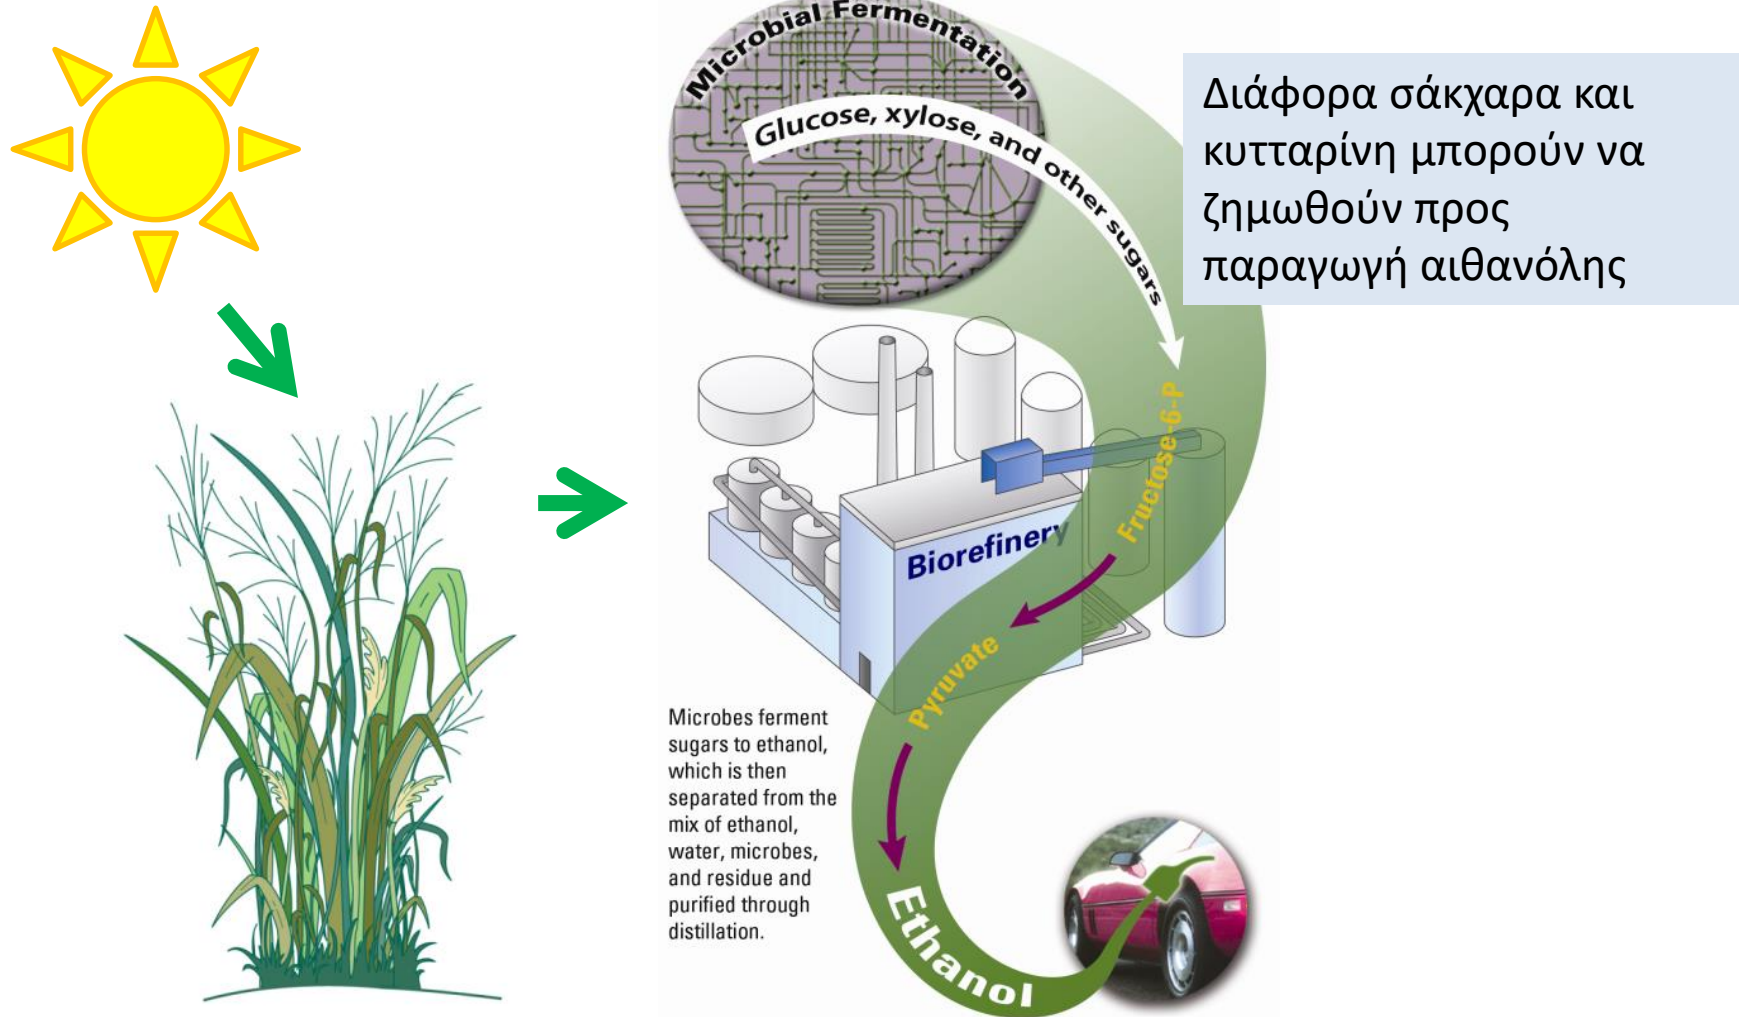 Microbial Fermentation
Glucose, xylose, and other sugars
Διάφορα σάκχαρα και
κυτταρίνη μπορούν να
ζημωθούν προς
παραγωγή αιθανόλης
Fructose-6-P
Biorefinery
Pyruvate
Microbes ferment
sugars to ethanol,
which is then
separated from the
mix of ethanol,
water, microbes,
and residue and
purified through
distillation.
Ethanol